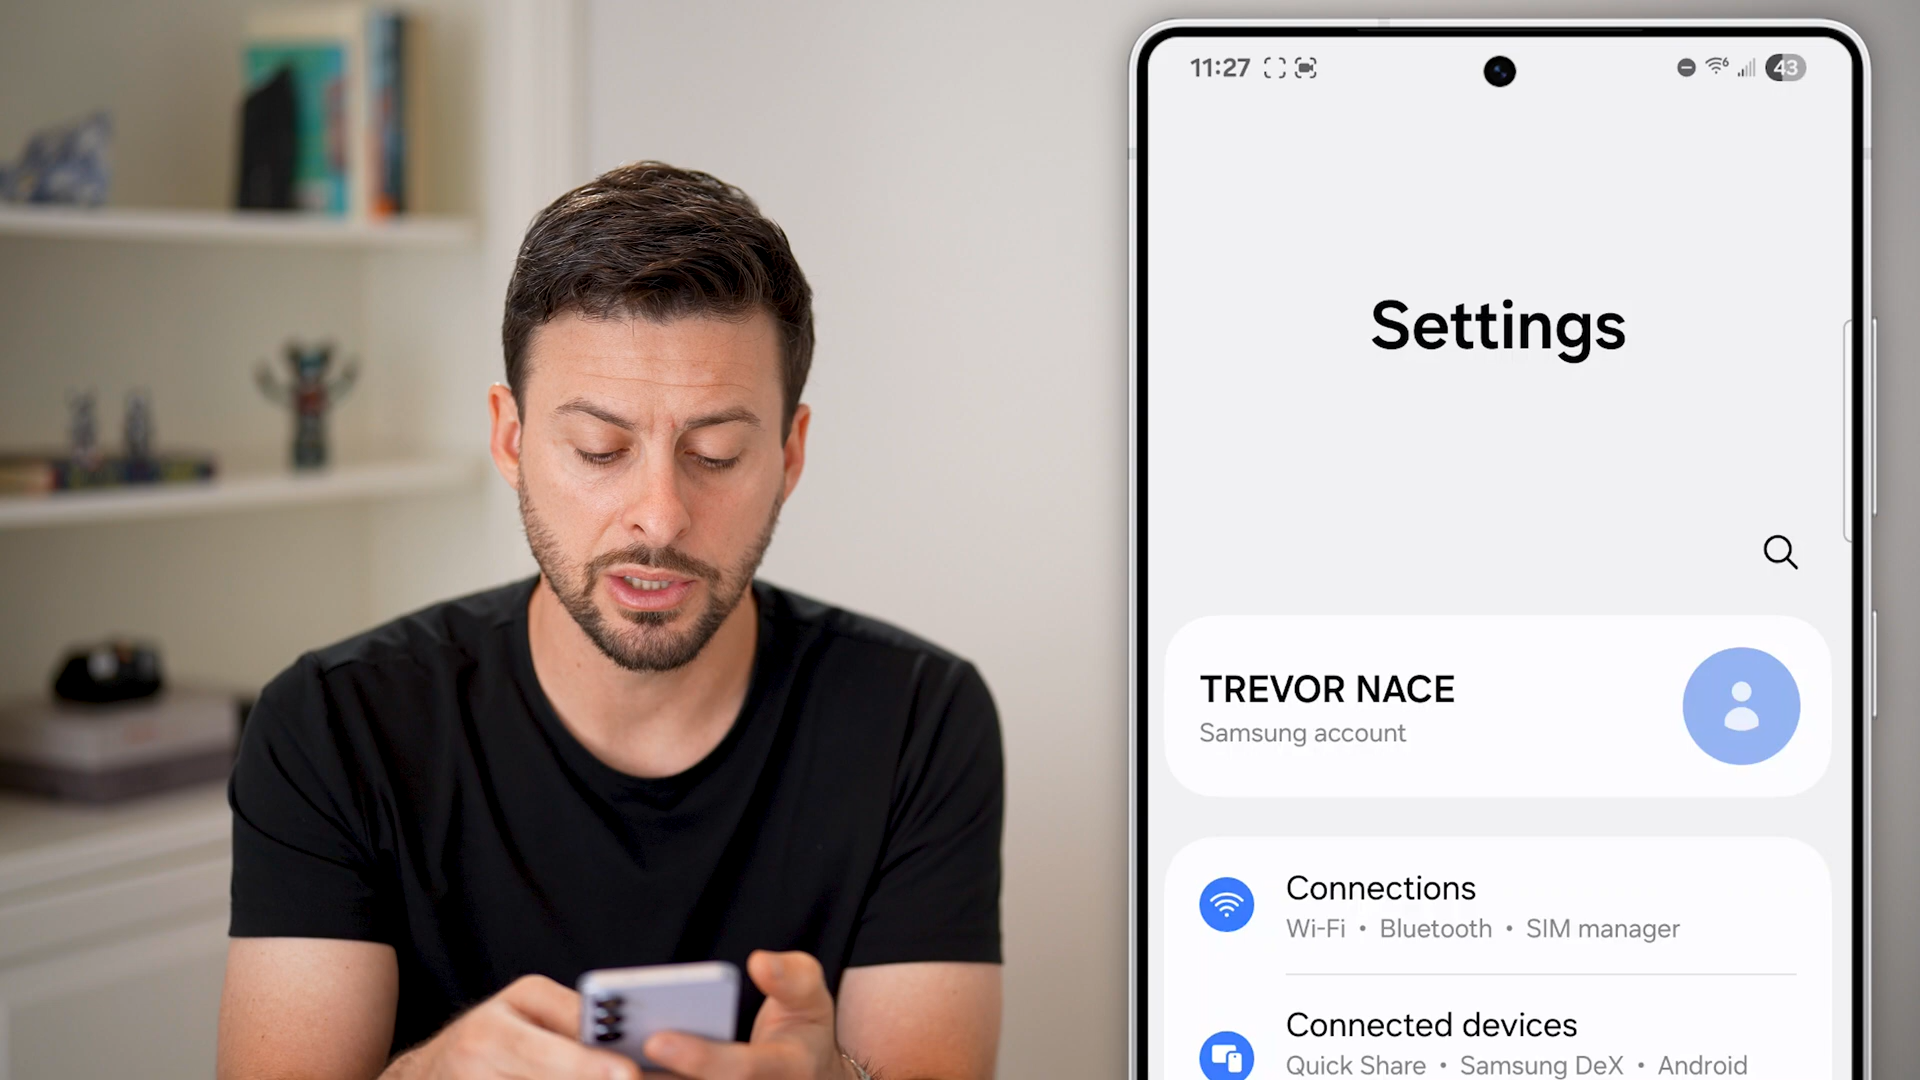 11:27
43
Settings
TREVOR NACE
Samsung account
Connections
Wi-Fi • Bluetooth • SIM manager
Connected devices
Quick Share • Samsung DeX • Android